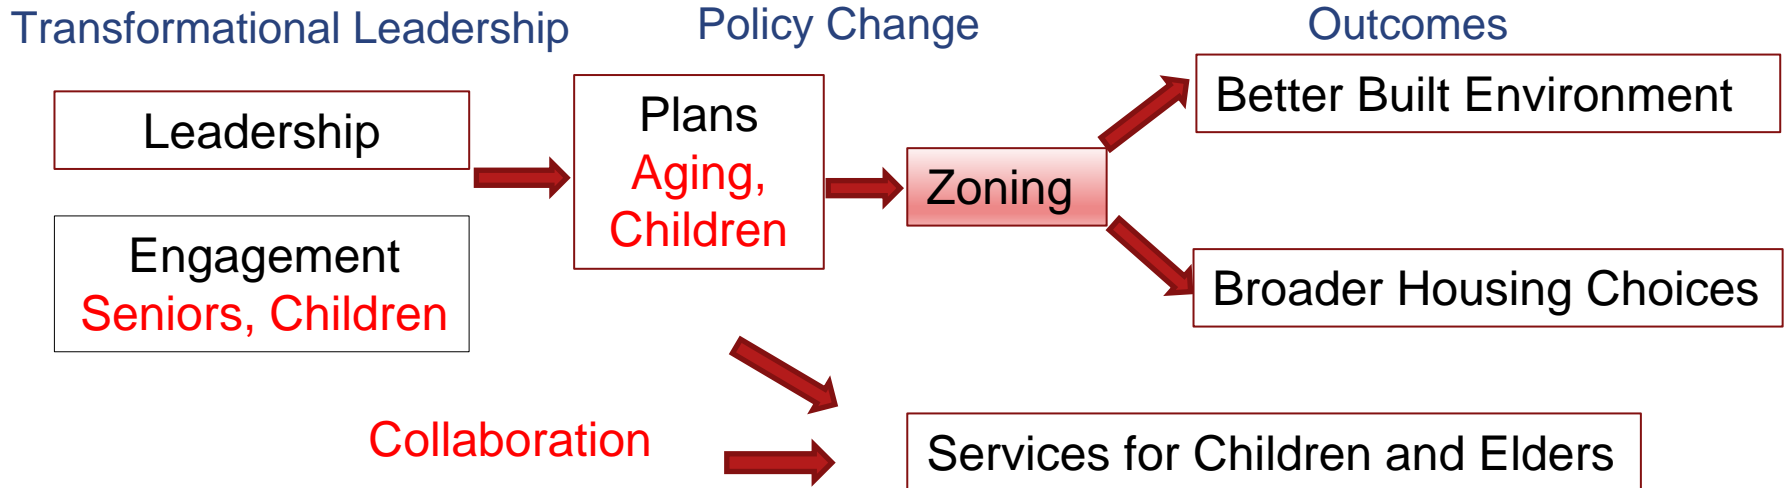 Transformational Leadership
Policy Change
Outcomes
Leadership
Engagement
Seniors, Children
Plans
Aging,
Children
Zoning
Better Built Environment
Broader Housing Choices
Collaboration
Services for Children and Elders